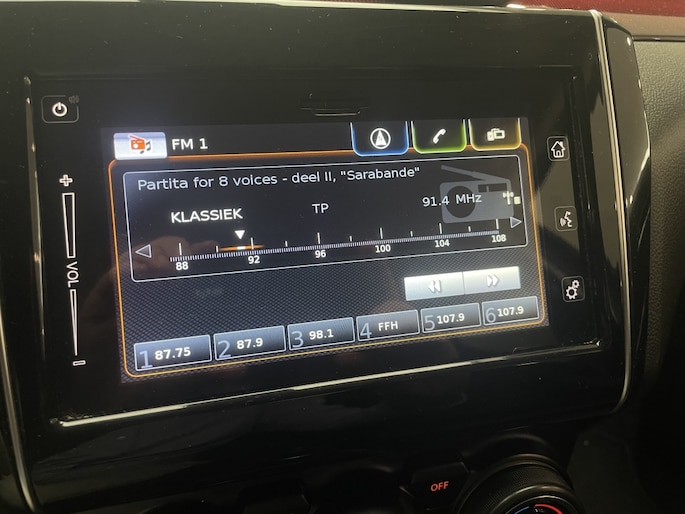 FM 1
Partita for 8 voices - deel II, "Sarabande"
KLASSIEK TP 91.4 MHz
88 92 96 100 104 108
+
VOL
-
1 87.75 2 87.9 3 98.1 4 FFH 5 107.9 6 107.9
OFF